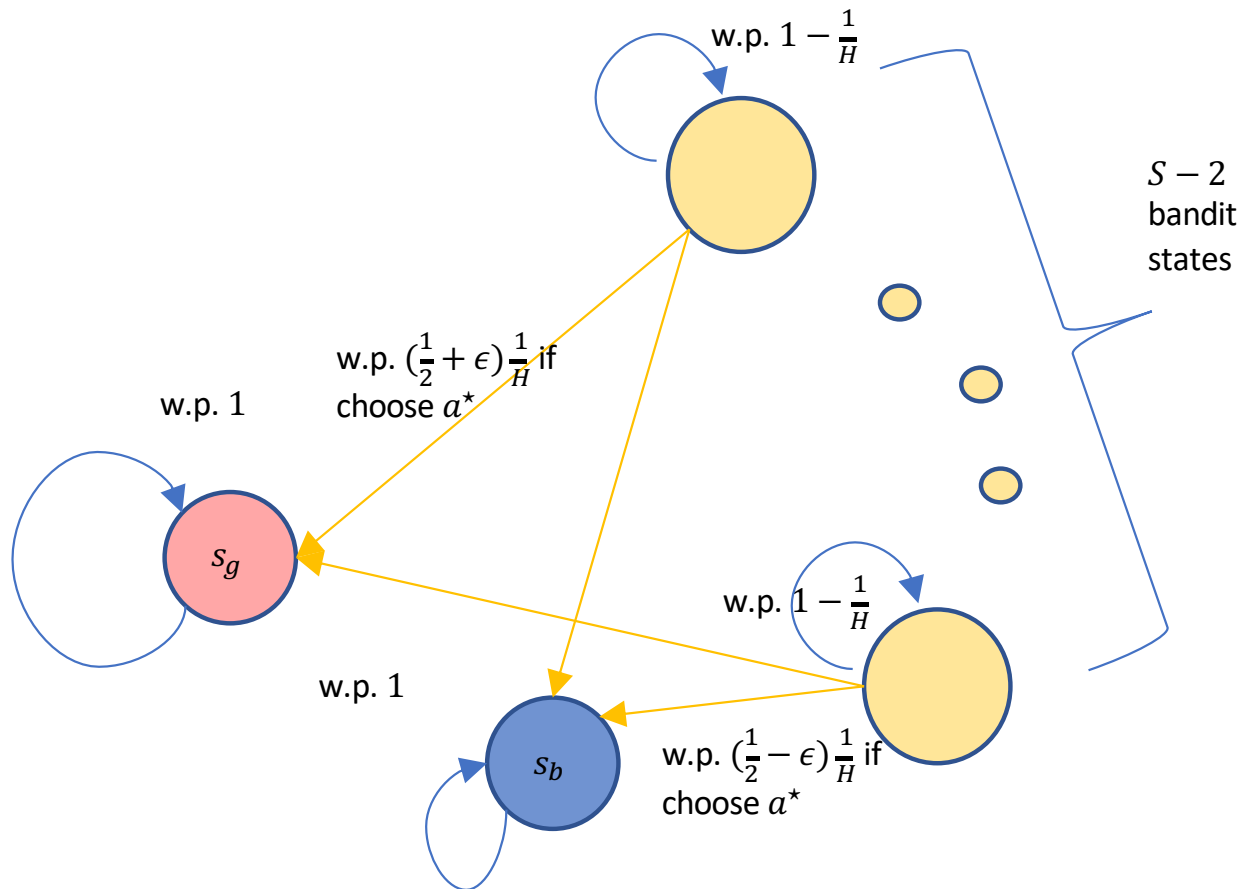 w.p. 1 − 1/H
S − 2
bandit
states
w.p. (1/2 + ϵ) 1/H if
choose a⋆
w.p. 1
s_g
w.p. 1 − 1/H
w.p. 1
s_b
w.p. (1/2 − ϵ) 1/H if
choose a⋆